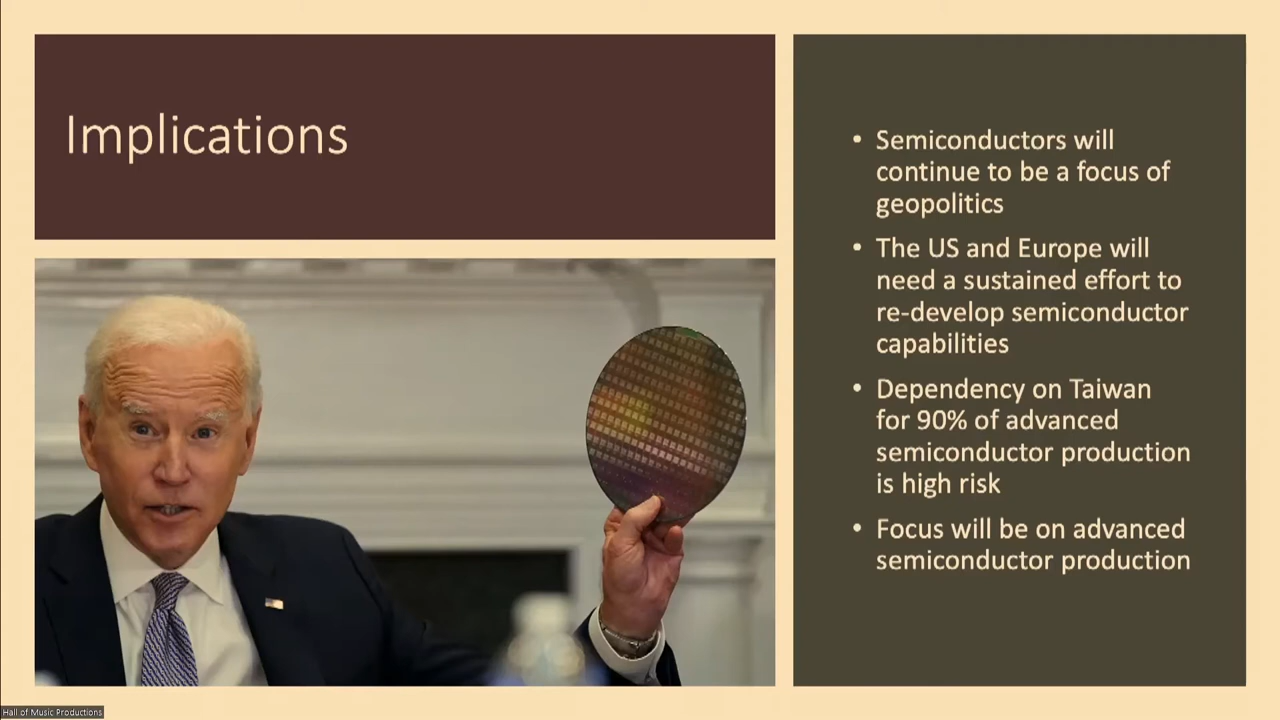 Implications
• Semiconductors will
continue to be a focus of
geopolitics
• The US and Europe will
need a sustained effort to
re-develop semiconductor
capabilities
• Dependency on Taiwan
for 90% of advanced
semiconductor production
is high risk
• Focus will be on advanced
semiconductor production
Hall of Music Productions